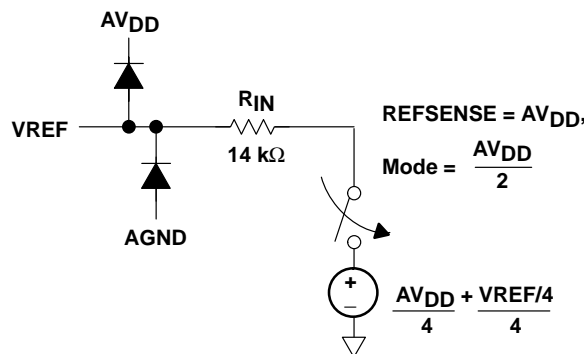 AVDD
RIN
VREF
14 kΩ
AGND
REFSENSE = AVDD,
Mode = AVDD
2
+
–
AVDD + VREF/4
4 4